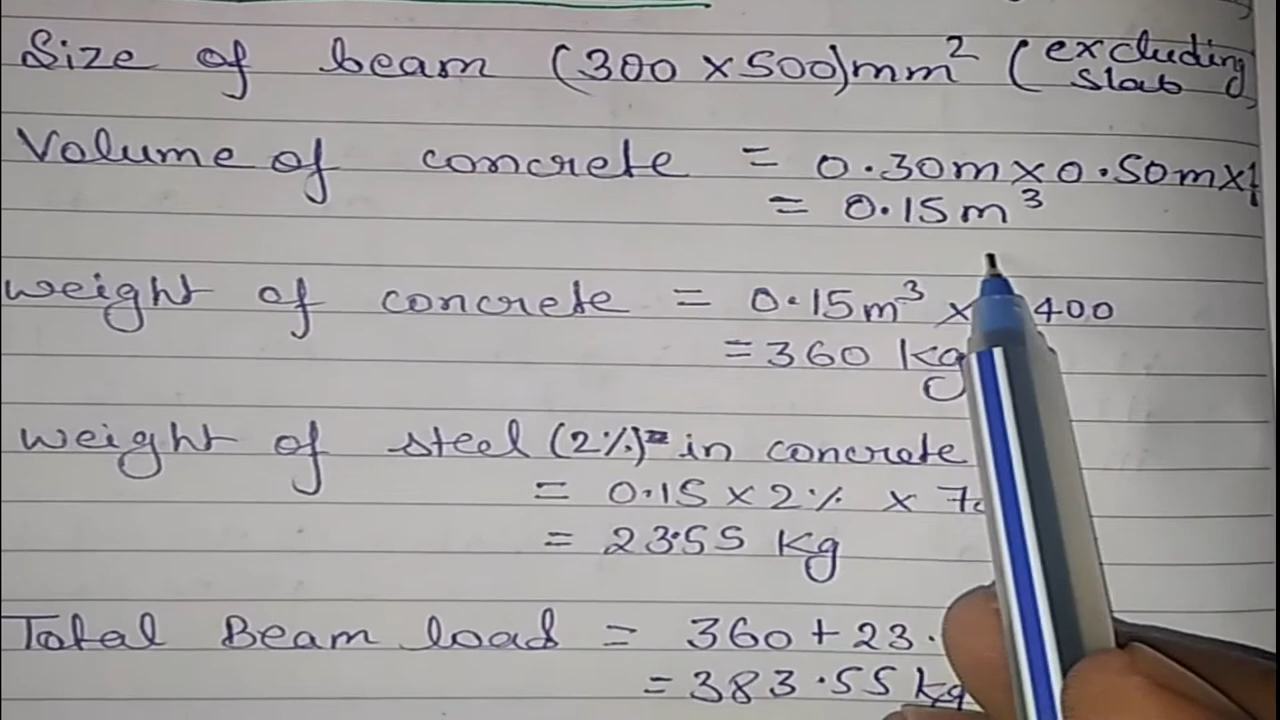 Size of beam (300 x 500)mm² (excluding slab
Volume of concrete = 0.30m x 0.50m x 1
= 0.15m³
weight of concrete = 0.15m³ x 400
= 360 kg
weight of steel (2%)= in concrete
= 0.15 x 2% x 7
= 23.55 Kg
Total Beam load = 360 + 23.
= 383.55 kg